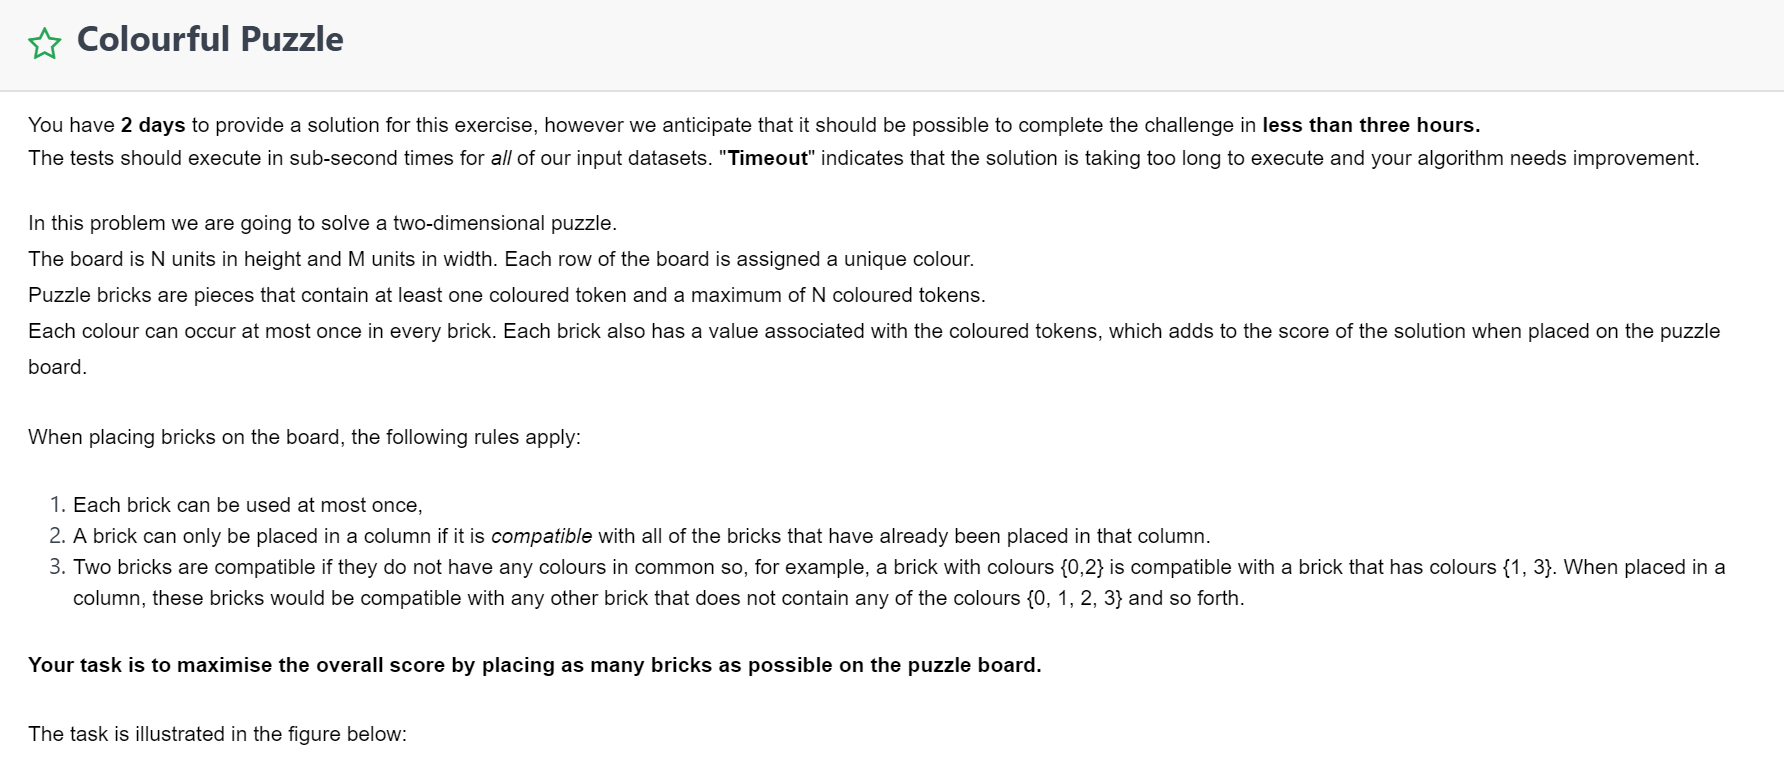 Colourful Puzzle
You have 2 days to provide a solution for this exercise, however we anticipate that it should be possible to complete the challenge in less than three hours.
The tests should execute in sub-second times for all of our input datasets. "Timeout" indicates that the solution is taking too long to execute and your algorithm needs improvement.
In this problem we are going to solve a two-dimensional puzzle.
The board is N units in height and M units in width. Each row of the board is assigned a unique colour.
Puzzle bricks are pieces that contain at least one coloured token and a maximum of N coloured tokens.
Each colour can occur at most once in every brick. Each brick also has a value associated with the coloured tokens, which adds to the score of the solution when placed on the puzzle
board.
When placing bricks on the board, the following rules apply:
1. Each brick can be used at most once,
2. A brick can only be placed in a column if it is compatible with all of the bricks that have already been placed in that column.
3. Two bricks are compatible if they do not have any colours in common so, for example, a brick with colours {0,2} is compatible with a brick that has colours {1, 3}. When placed in a
column, these bricks would be compatible with any other brick that does not contain any of the colours {0, 1, 2, 3} and so forth.
Your task is to maximise the overall score by placing as many bricks as possible on the puzzle board.
The task is illustrated in the figure below: